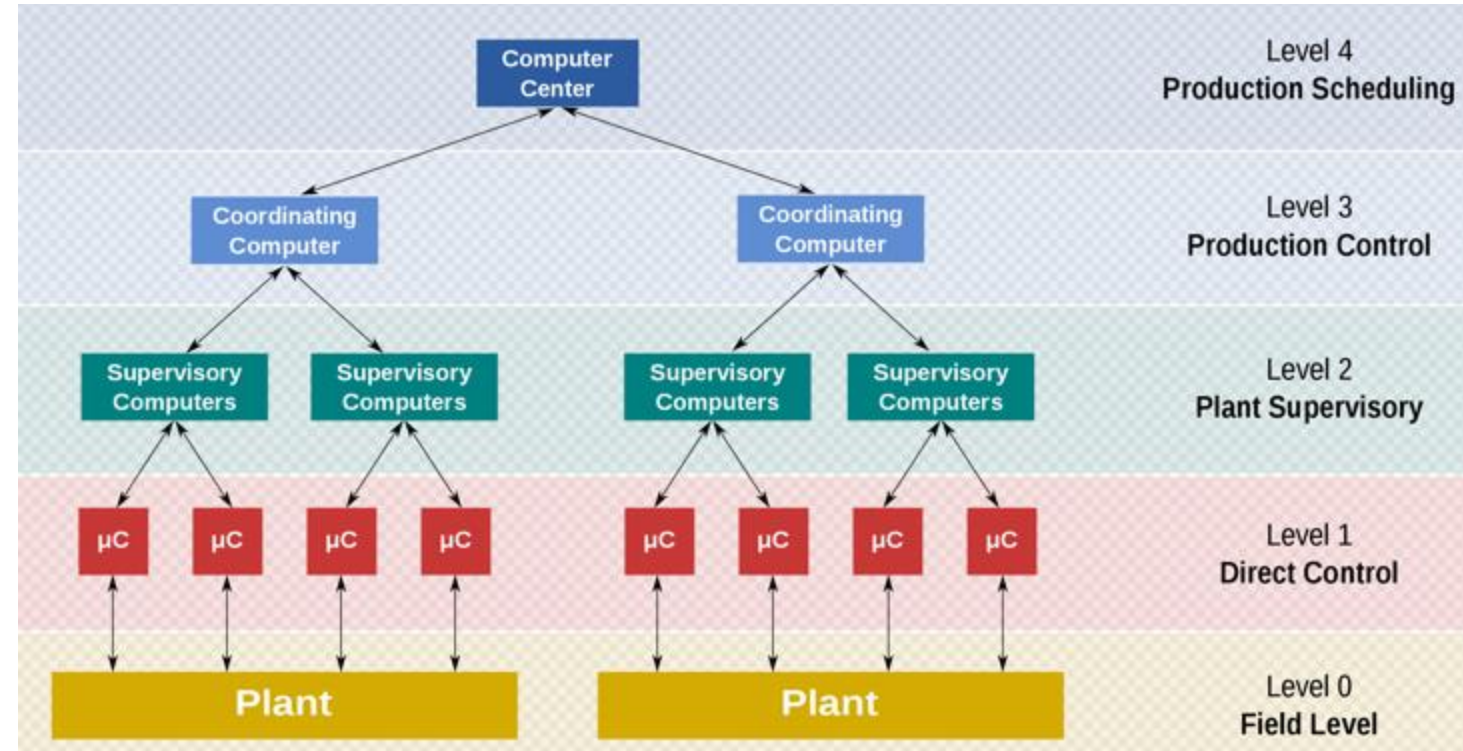 Computer
Center
Level 4
Production Scheduling
Coordinating
Computer
Coordinating
Computer
Level 3
Production Control
Supervisory
Computers
Supervisory
Computers
Supervisory
Computers
Supervisory
Computers
Level 2
Plant Supervisory
µC
µC
µC
µC
µC
µC
µC
µC
Level 1
Direct Control
Plant
Plant
Level 0
Field Level